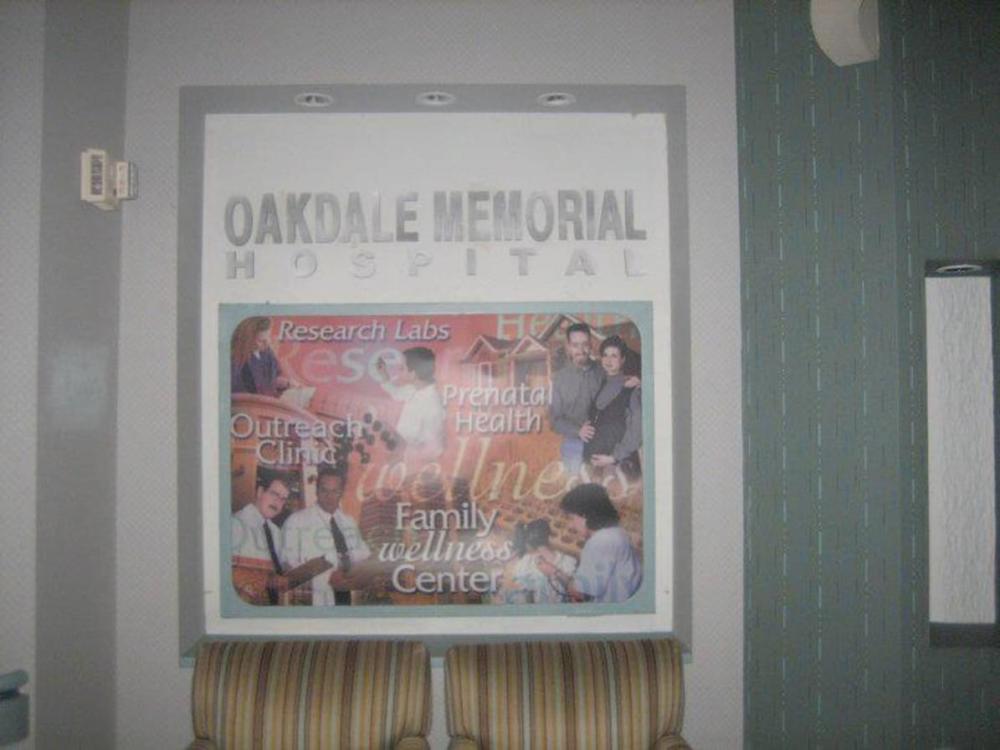 OAKDALE MEMORIAL
HOSPITAL
Research Labs
Prenatal
Health
Outreach
Clinic
wellness
Family
wellness
Center